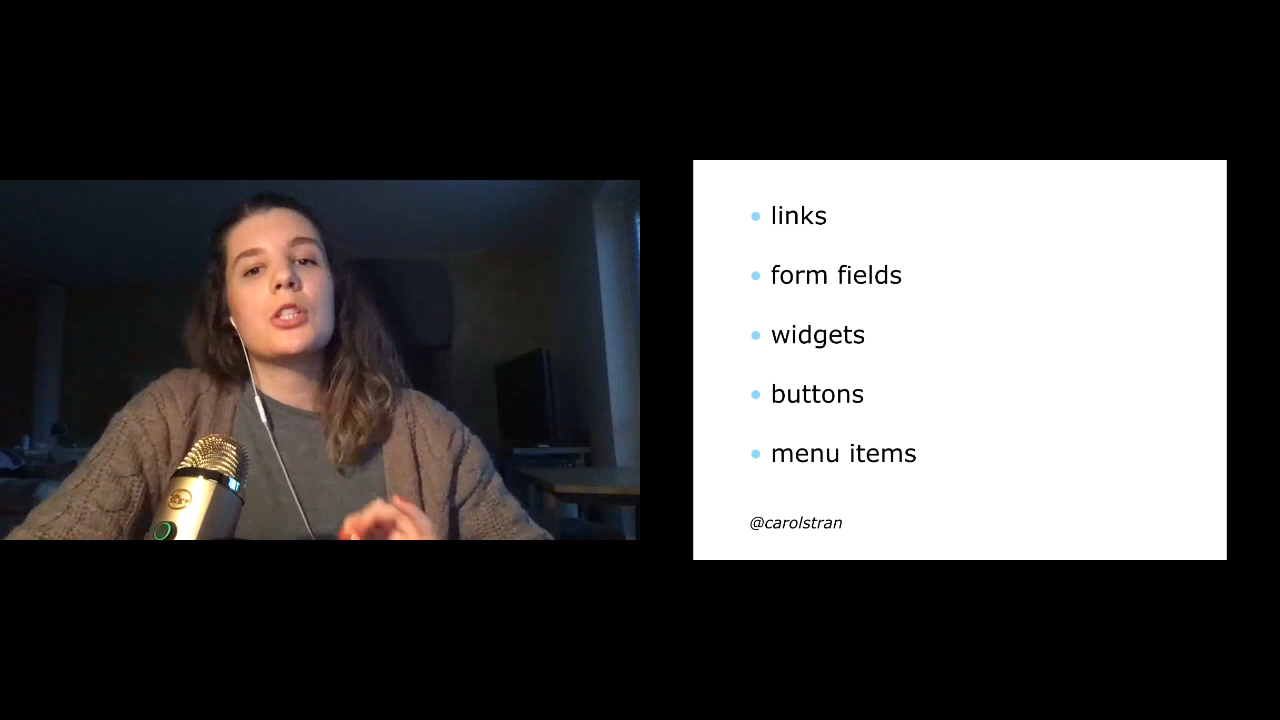 links
form fields
widgets
buttons
menu items
@carolstran